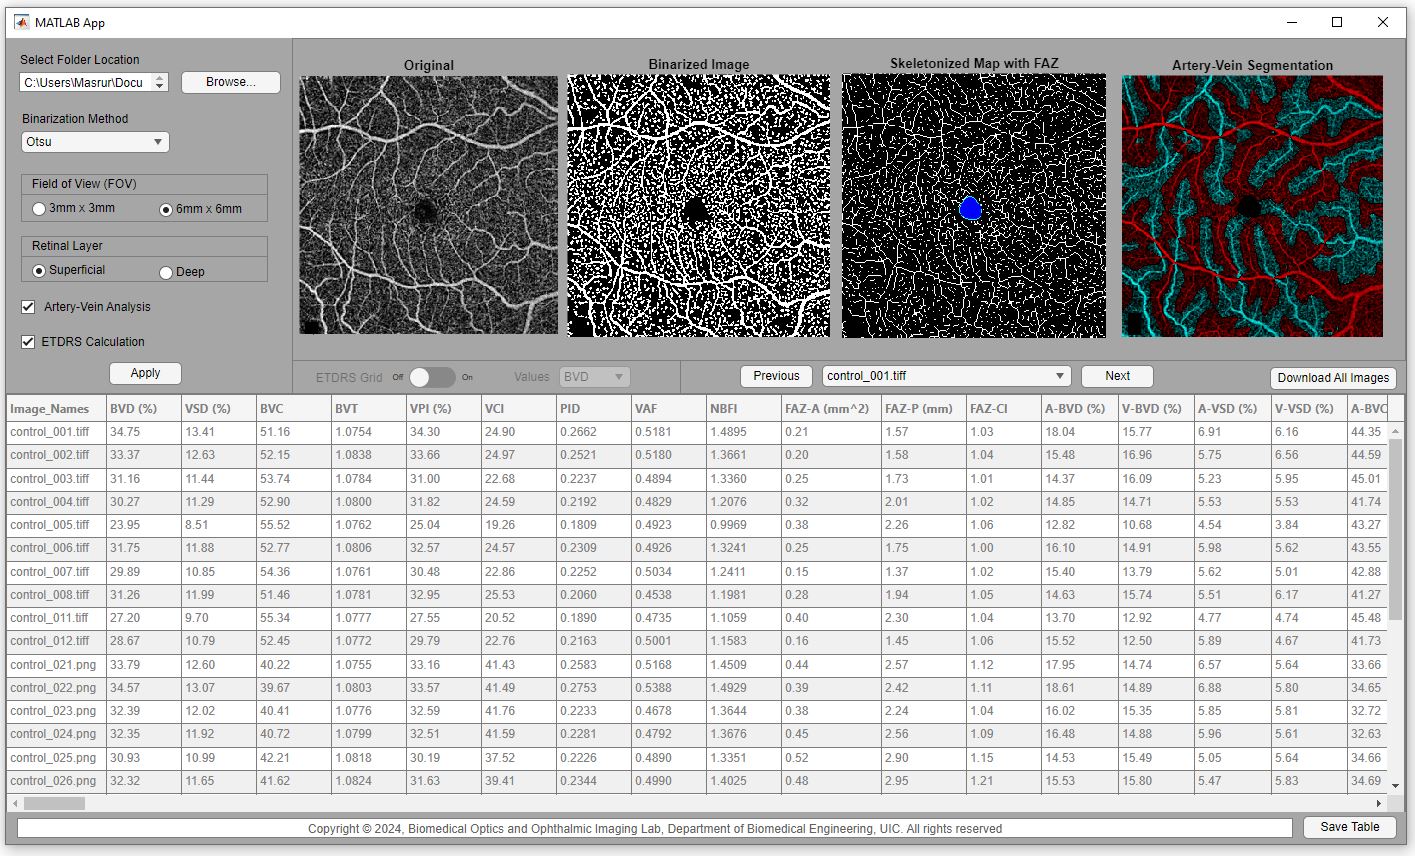 MATLAB App
Select Folder Location
C:\Users\Masrur\Docu
Browse...
Binarization Method
Otsu
Field of View (FOV)
3mm x 3mm
6mm x 6mm
Retinal Layer
Superficial
Deep
Artery-Vein Analysis
ETDRS Calculation
Apply
Original
Binarized Image
Skeletonized Map with FAZ
Artery-Vein Segmentation
ETDRS Grid Off On Values BVD
Previous control_001.tiff Next Download All Images
Image_Names BVD (%) VSD (%) BVC BVT VPI (%) VCI PID VAF NBFI FAZ-A (mm^2) FAZ-P (mm) FAZ-CI A-BVD (%) V-BVD (%) A-VSD (%) V-VSD (%) A-BVC
control_001.tiff 34.75 13.41 51.16 1.0754 34.30 24.90 0.2662 0.5181 1.4895 0.21 1.57 1.03 18.04 15.77 6.91 6.16 44.35
control_002.tiff 33.37 12.63 52.15 1.0838 33.66 24.97 0.2521 0.5180 1.3661 0.20 1.58 1.04 15.48 16.96 5.75 6.56 44.59
control_003.tiff 31.16 11.44 53.74 1.0784 31.00 22.68 0.2237 0.4894 1.3360 0.25 1.73 1.01 14.37 16.09 5.23 5.95 45.01
control_004.tiff 30.27 11.29 52.90 1.0800 31.82 24.59 0.2192 0.4829 1.2076 0.32 2.01 1.02 14.85 14.71 5.53 5.53 41.74
control_005.tiff 23.95 8.51 55.52 1.0762 25.04 19.26 0.1809 0.4923 0.9969 0.38 2.26 1.06 12.82 10.68 4.54 3.84 43.27
control_006.tiff 31.75 11.88 52.77 1.0806 32.57 24.57 0.2309 0.4926 1.3241 0.25 1.75 1.00 16.10 14.91 5.98 5.62 43.55
control_007.tiff 29.89 10.85 54.36 1.0761 30.48 22.86 0.2252 0.5034 1.2411 0.15 1.37 1.02 15.40 13.79 5.62 5.01 42.88
control_008.tiff 31.26 11.99 51.46 1.0781 32.95 25.53 0.2060 0.4538 1.1981 0.28 1.94 1.05 14.63 15.74 5.51 6.17 41.27
control_011.tiff 27.20 9.70 55.34 1.0777 27.55 20.52 0.1890 0.4735 1.1059 0.40 2.30 1.04 13.70 12.92 4.77 4.74 45.48
control_012.tiff 28.67 10.79 52.45 1.0772 29.79 22.76 0.2163 0.5001 1.1583 0.16 1.45 1.06 15.52 12.50 5.89 4.67 41.73
control_021.png 33.79 12.60 40.22 1.0755 33.16 41.43 0.2583 0.5168 1.4509 0.44 2.57 1.12 17.95 14.74 6.57 5.64 33.66
control_022.png 34.57 13.07 39.67 1.0803 33.57 41.49 0.2753 0.5388 1.4929 0.39 2.42 1.11 18.61 14.89 6.88 5.80 34.65
control_023.png 32.39 12.02 40.41 1.0776 32.59 41.76 0.2233 0.4678 1.3644 0.38 2.24 1.04 16.02 15.35 5.85 5.81 32.72
control_024.png 32.35 11.92 40.72 1.0799 32.51 41.59 0.2281 0.4792 1.3676 0.45 2.56 1.09 16.48 14.88 5.96 5.61 32.63
control_025.png 30.93 10.99 42.21 1.0818 30.19 37.52 0.2226 0.4890 1.3351 0.52 2.90 1.15 14.53 15.49 5.05 5.64 34.66
control_026.png 32.32 11.65 41.62 1.0824 31.63 39.41 0.2344 0.4990 1.4025 0.48 2.95 1.21 15.53 15.80 5.47 5.83 34.69
Copyright © 2024, Biomedical Optics and Ophthalmic Imaging Lab, Department of Biomedical Engineering, UIC. All rights reserved
Save Table